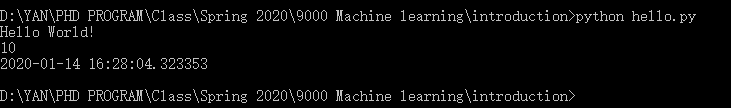 D:\YAN\PHD PROGRAM\Class\Spring 2020\9000 Machine learning\introduction>python hello.py
Hello World!
10
2020-01-14 16:28:04.323353
D:\YAN\PHD PROGRAM\Class\Spring 2020\9000 Machine learning\introduction>